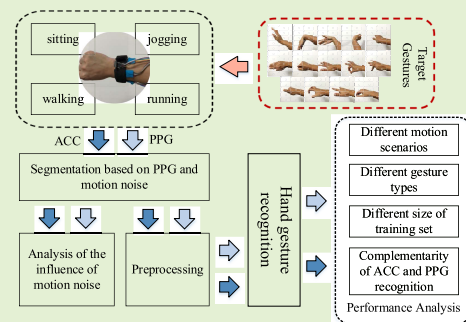 sitting
jogging
walking
running
Target
Gestures
ACC
PPG
Segmentation based on PPG and
motion noise
Analysis of the
influence of
motion noise
Preprocessing
Hand gesture
recognition
Different motion
scenarios
Different gesture
types
Different size of
training set
Complementarity
of ACC and PPG
recognition
Performance Analysis